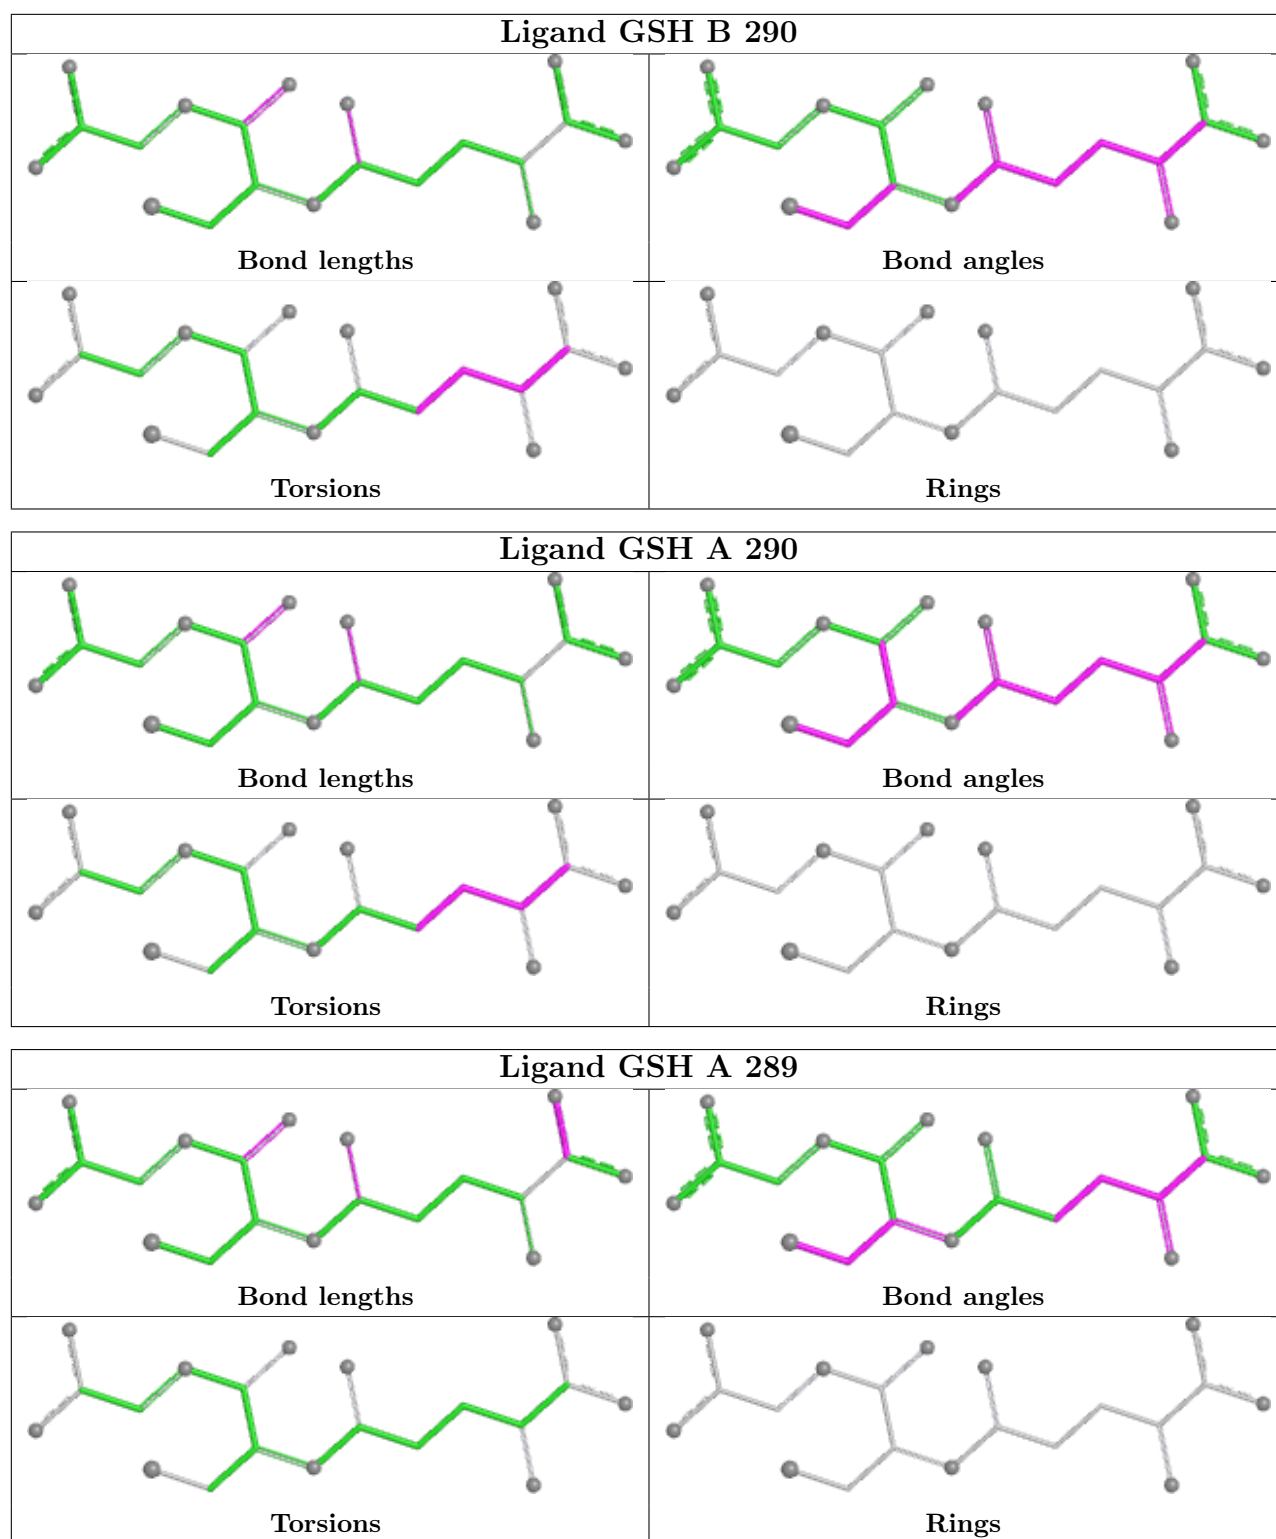 Ligand GSH B 290
Bond lengths
Bond angles
Torsions
Rings
Ligand GSH A 290
Bond lengths
Bond angles
Torsions
Rings
Ligand GSH A 289
Bond lengths
Bond angles
Torsions
Rings